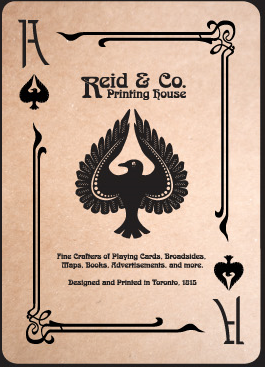 A
Reid & Co.
Printing House
Fine Crafters of Playing Cards, Broadsides,
Maps, Books, Advertisements, and more.
Designed and Printed in Toronto, 1815
A